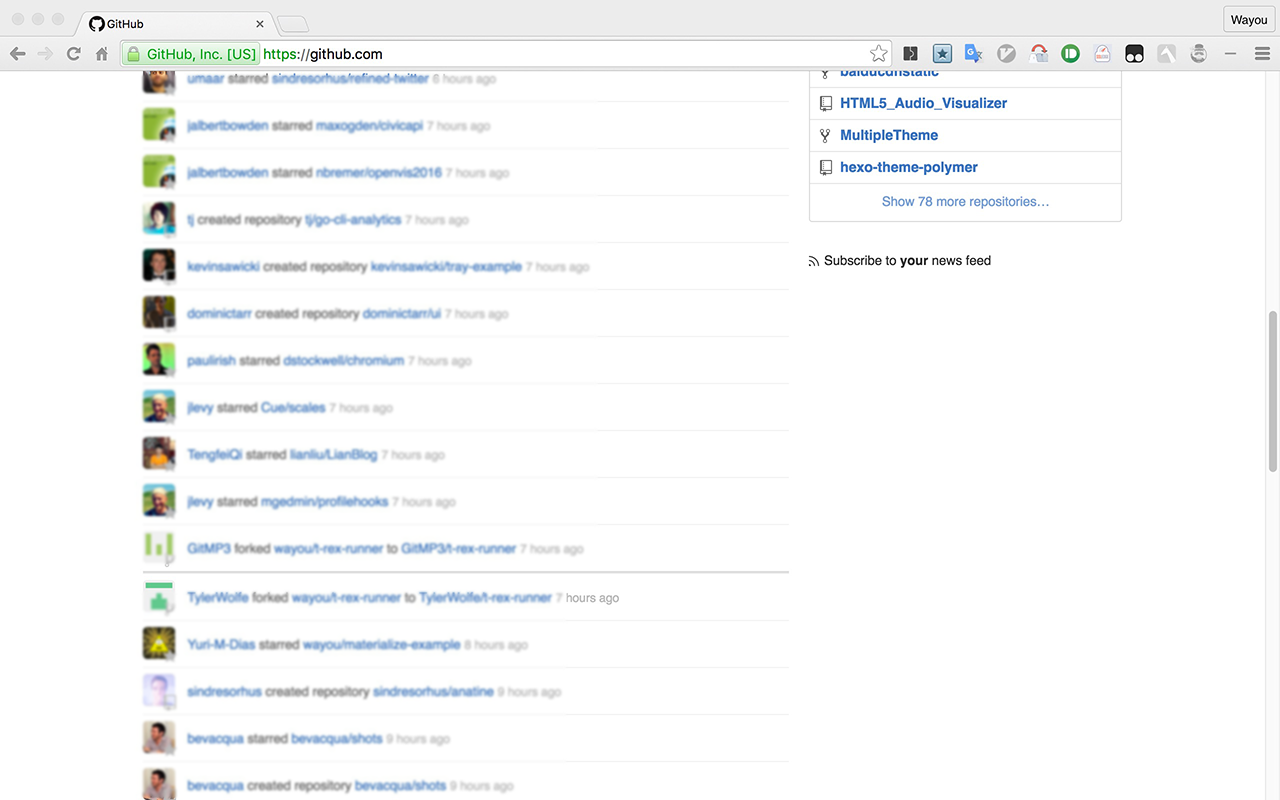 GitHub
Wayou
GitHub, Inc. [US] https://github.com
umaar starred sindresorhus/refined-twitter 6 hours ago
jalbertbowden starred maxogden/civicapi 7 hours ago
jalbertbowden starred nbremer/openvis2016 7 hours ago
tj created repository tj/go-cli-analytics 7 hours ago
kevinsawicki created repository kevinsawicki/tray-example 7 hours ago
dominictarr created repository dominictarr/ui 7 hours ago
paulirish starred dstockwell/chromium 7 hours ago
jlevy starred Cue/scales 7 hours ago
TengfeiQi starred lianliu/LianBlog 7 hours ago
jlevy starred mgedmin/profilehooks 7 hours ago
GitMP3 forked wayou/t-rex-runner to GitMP3/t-rex-runner 7 hours ago
TylerWolfe forked wayou/t-rex-runner to TylerWolfe/t-rex-runner 7 hours ago
Yuri-M-Dias starred wayou/materialize-example 8 hours ago
sindresorhus created repository sindresorhus/anatine 9 hours ago
bevacqua starred bevacqua/shots 9 hours ago
bevacqua created repository bevacqua/shots 9 hours ago
baiducdnstatic
HTML5_Audio_Visualizer
MultipleTheme
hexo-theme-polymer
Show 78 more repositories…
Subscribe to your news feed